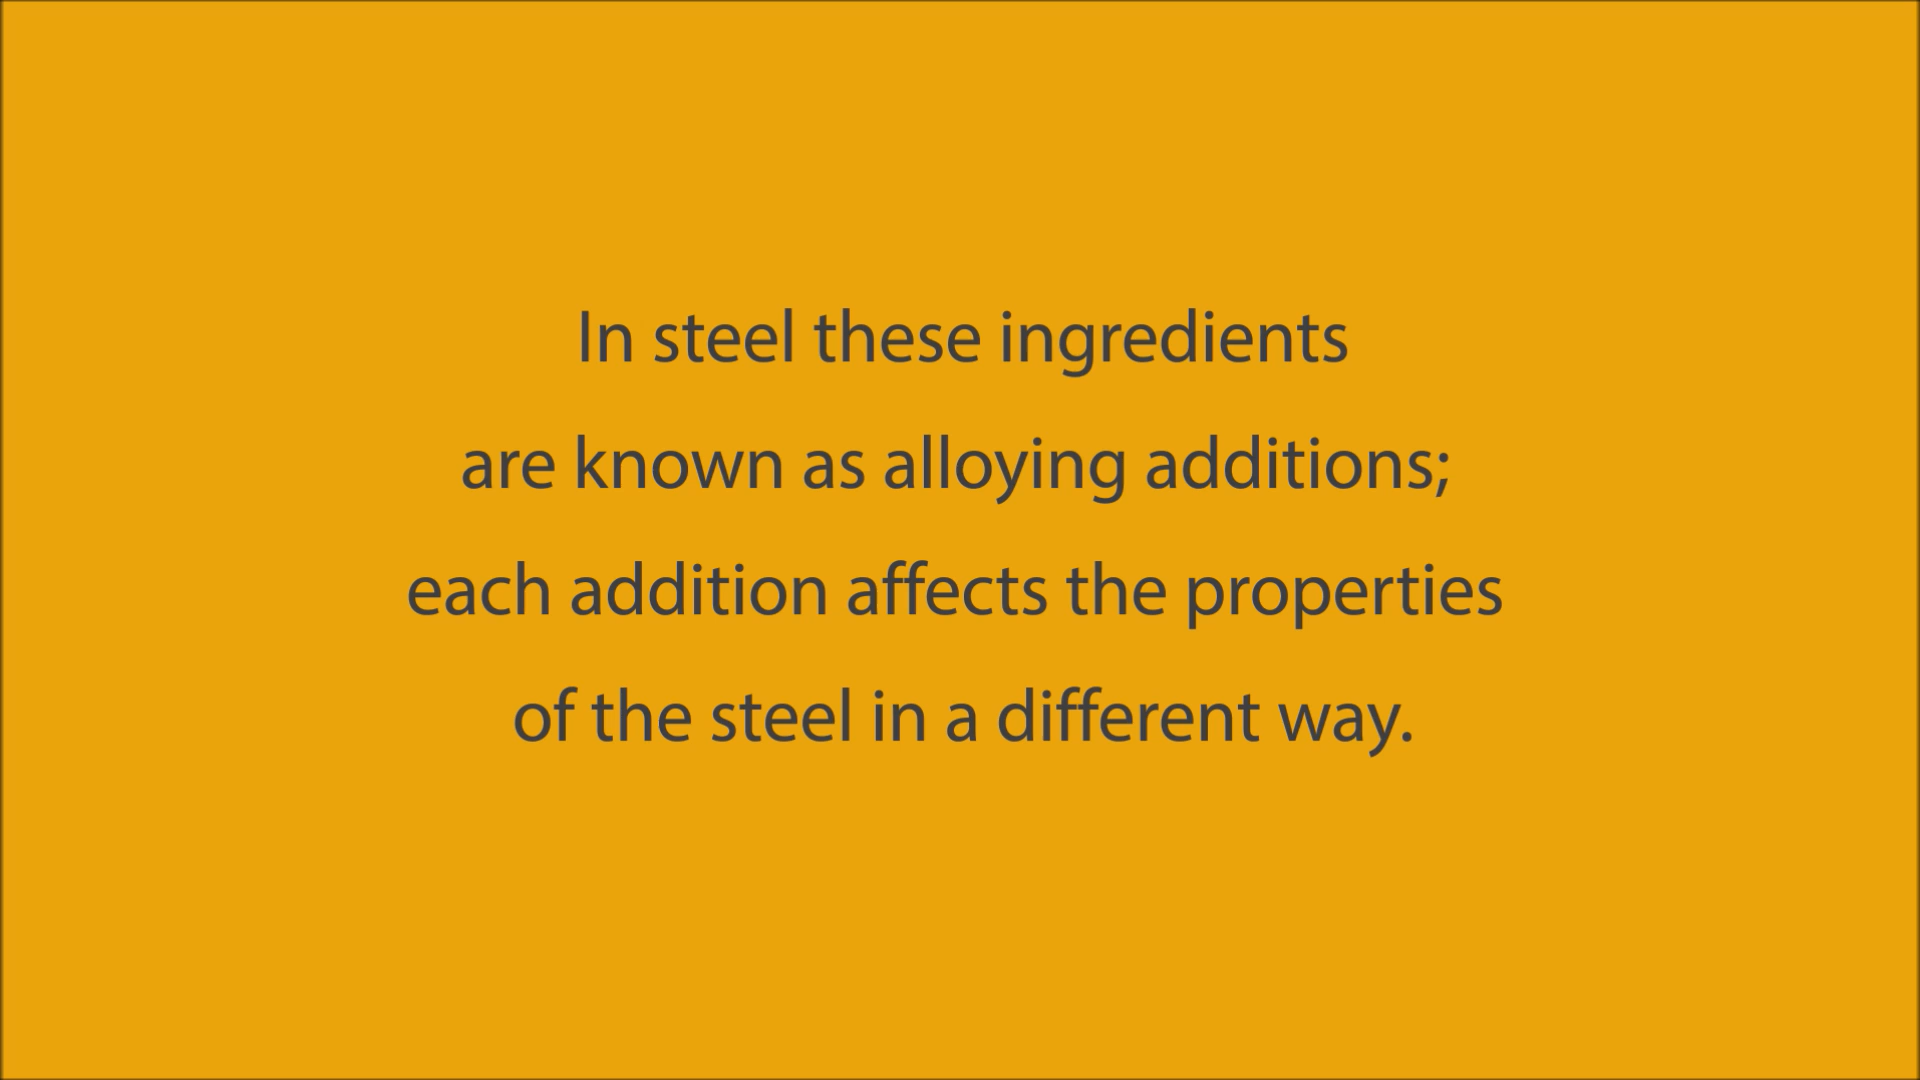 In steel these ingredients
are known as alloying additions;
each addition affects the properties
of the steel in a different way.